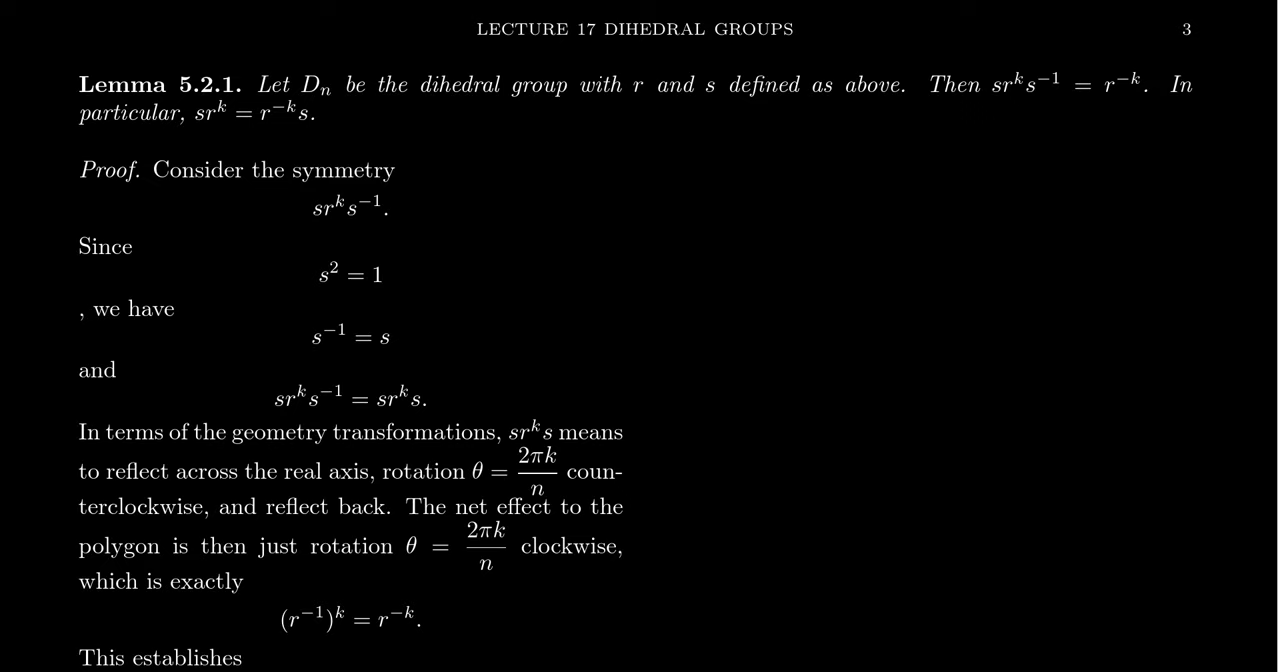 LECTURE 17 DIHEDRAL GROUPS 3
Lemma 5.2.1. Let Dₙ be the dihedral group with r and s defined as above. Then srᵏs⁻¹ = r⁻ᵏ. In
particular, srᵏ = r⁻ᵏs.
Proof. Consider the symmetry
srᵏs⁻¹.
Since
s² = 1
, we have
s⁻¹ = s
and
srᵏs⁻¹ = srᵏs.
In terms of the geometry transformations, srᵏs means
to reflect across the real axis, rotation θ = 2πk/n coun-
terclockwise, and reflect back. The net effect to the
polygon is then just rotation θ = 2πk/n clockwise,
which is exactly
(r⁻¹)ᵏ = r⁻ᵏ.
This establishes